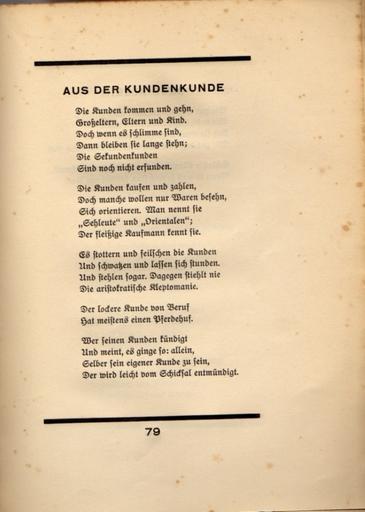 AUS DER KUNDENKUNDE
Die Kunden kommen und gehn,
Großeltern, Eltern und Kind.
Doch wenn es schlimme sind,
Dann bleiben sie lange stehn;
Die Sekundenkunden
Sind noch nicht erfunden.
Die Kunden kaufen und zahlen,
Doch manche wollen nur Waren besehn,
Sich orientieren. Man nennt sie
„Sehleute“ und „Orientalen“;
Der fleißige Kaufmann kennt sie.
Es stottern und feilschen die Kunden
Und schwatzen und lassen sich stunden.
Und stehlen sogar. Dagegen stiehlt nie
Die aristokratische Kleptomanie.
Der lockere Kunde von Beruf
Hat meistens einen Pferdehuf.
Wer seinen Kunden kündigt
Und meint, es ginge so: allein,
Selber sein eigener Kunde zu sein,
Der wird leicht vom Schicksal entmündigt.
79